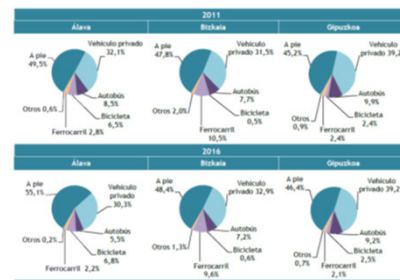 2011
Álava Bizkaia Gipuzkoa
A pie 49,5%
Vehículo privado 32,1%
Autobús 8,5%
Bicicleta 6,5%
Ferrocarril 2,8%
Otros 0,6%
A pie 47,8%
Vehículo privado 31,5%
Autobús 7,7%
Bicicleta 0,5%
Ferrocarril 10,5%
Otros 2,0%
A pie 45,2%
Vehículo privado 39,2
Autobús 9,9%
Bicicleta 2,4%
Ferrocarril 2,4%
Otros 0,9%
2016
Álava Bizkaia Gipuzkoa
A pie 55,1%
Vehículo privado 30,3%
Autobús 5,5%
Bicicleta 6,8%
Ferrocarril 2,2%
Otros 0,2%
A pie 48,4%
Vehículo privado 32,9%
Autobús 7,2%
Bicicleta 0,6%
Ferrocarril 9,6%
Otros 1,3%
A pie 46,4%
Vehículo privado 39,2
Autobús 9,2%
Bicicleta 2,5%
Ferrocarril 2,1%
Otros 0,7%